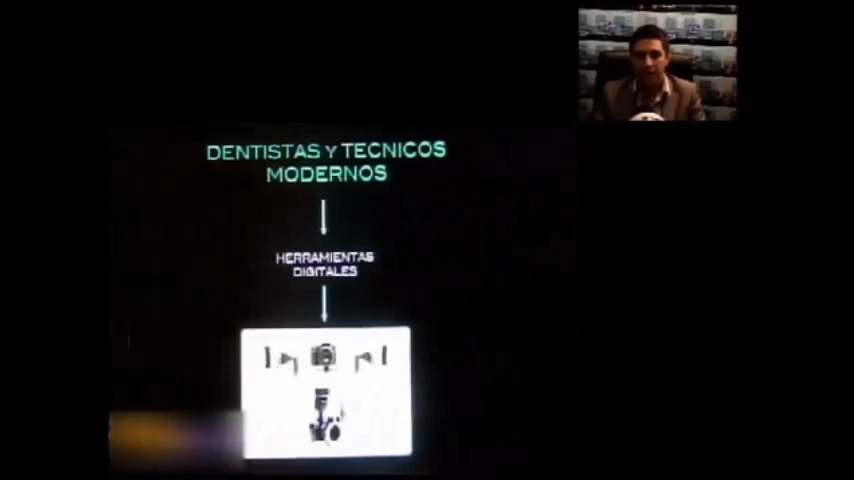 DENTISTAS Y TECNICOS
MODERNOS
HERRAMIENTAS
DIGITALES